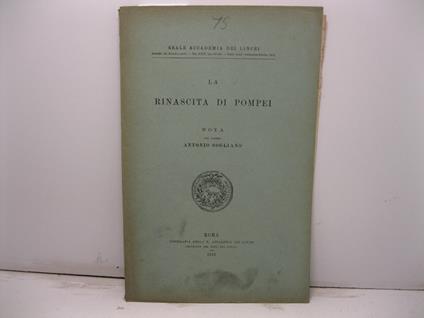 75
REALE ACCADEMIA DEI LINCEI
LA
RINASCITA DI POMPEI
NOTA
ANTONIO SOGLIANO
ROMA
TIPOGRAFIA DELLA R. ACCADEMIA DEI LINCEI